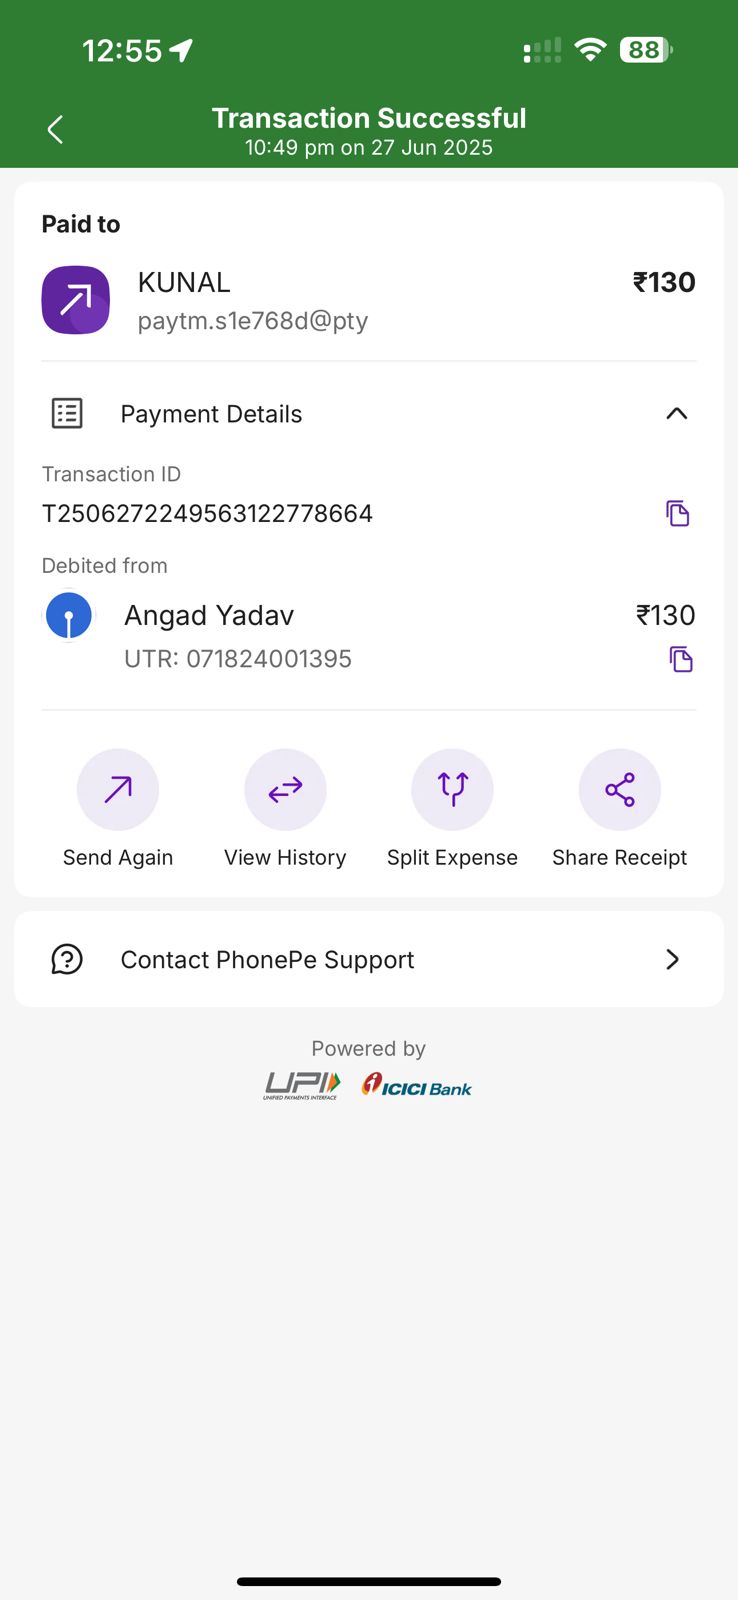 12:55
88
Transaction Successful
10:49 pm on 27 Jun 2025
Paid to
KUNAL ₹130
paytm.s1e768d@pty
Payment Details
Transaction ID
T2506272249563122778664
Debited from
Angad Yadav ₹130
UTR: 071824001395
Send Again View History Split Expense Share Receipt
Contact PhonePe Support
Powered by
UPI ICICI Bank
UNIFIED PAYMENTS INTERFACE